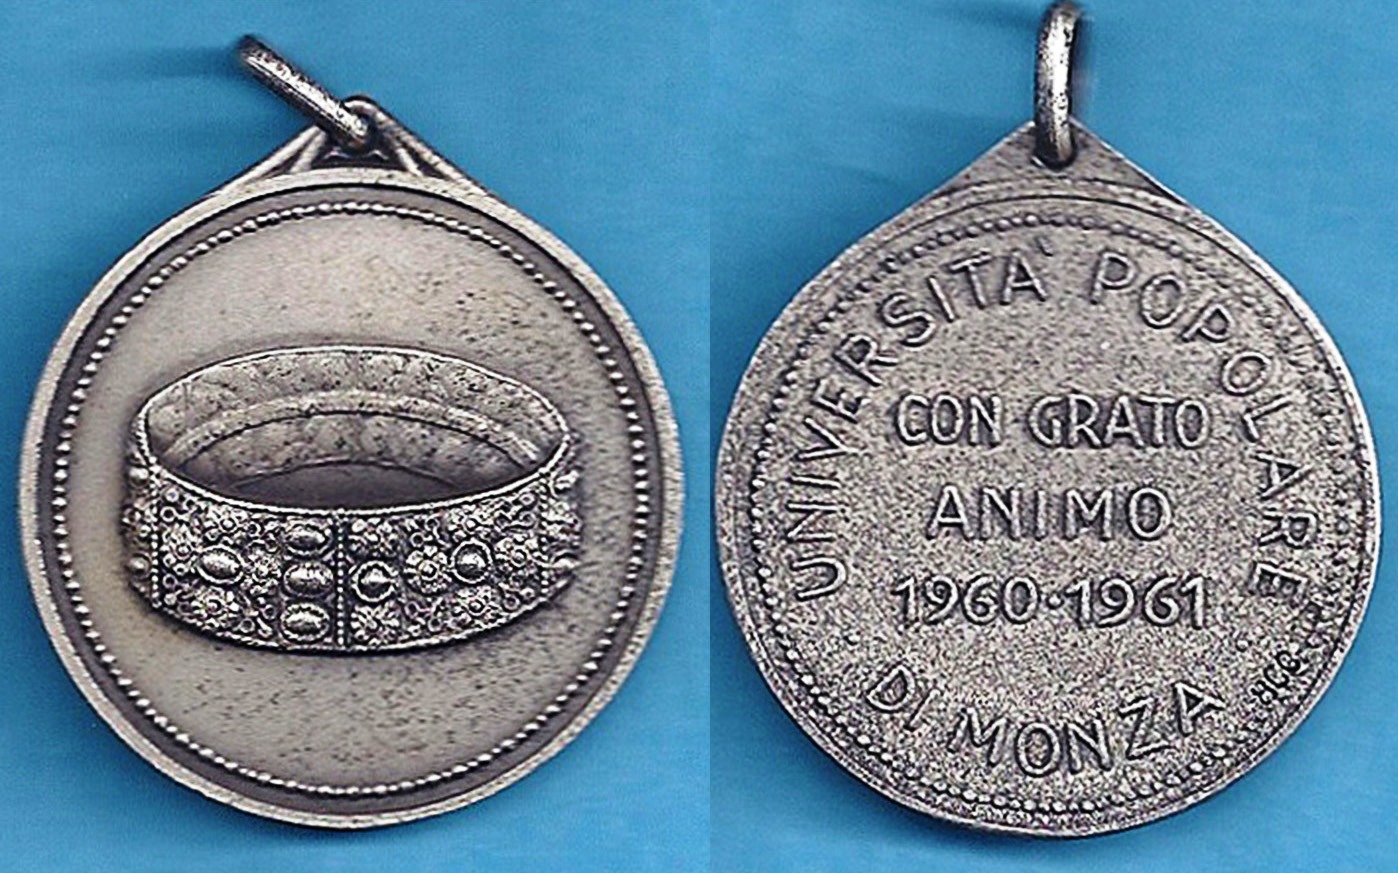 UNIVERSITA' POPOLARE
CON GRATO
ANIMO
1960·1961
DI MONZA